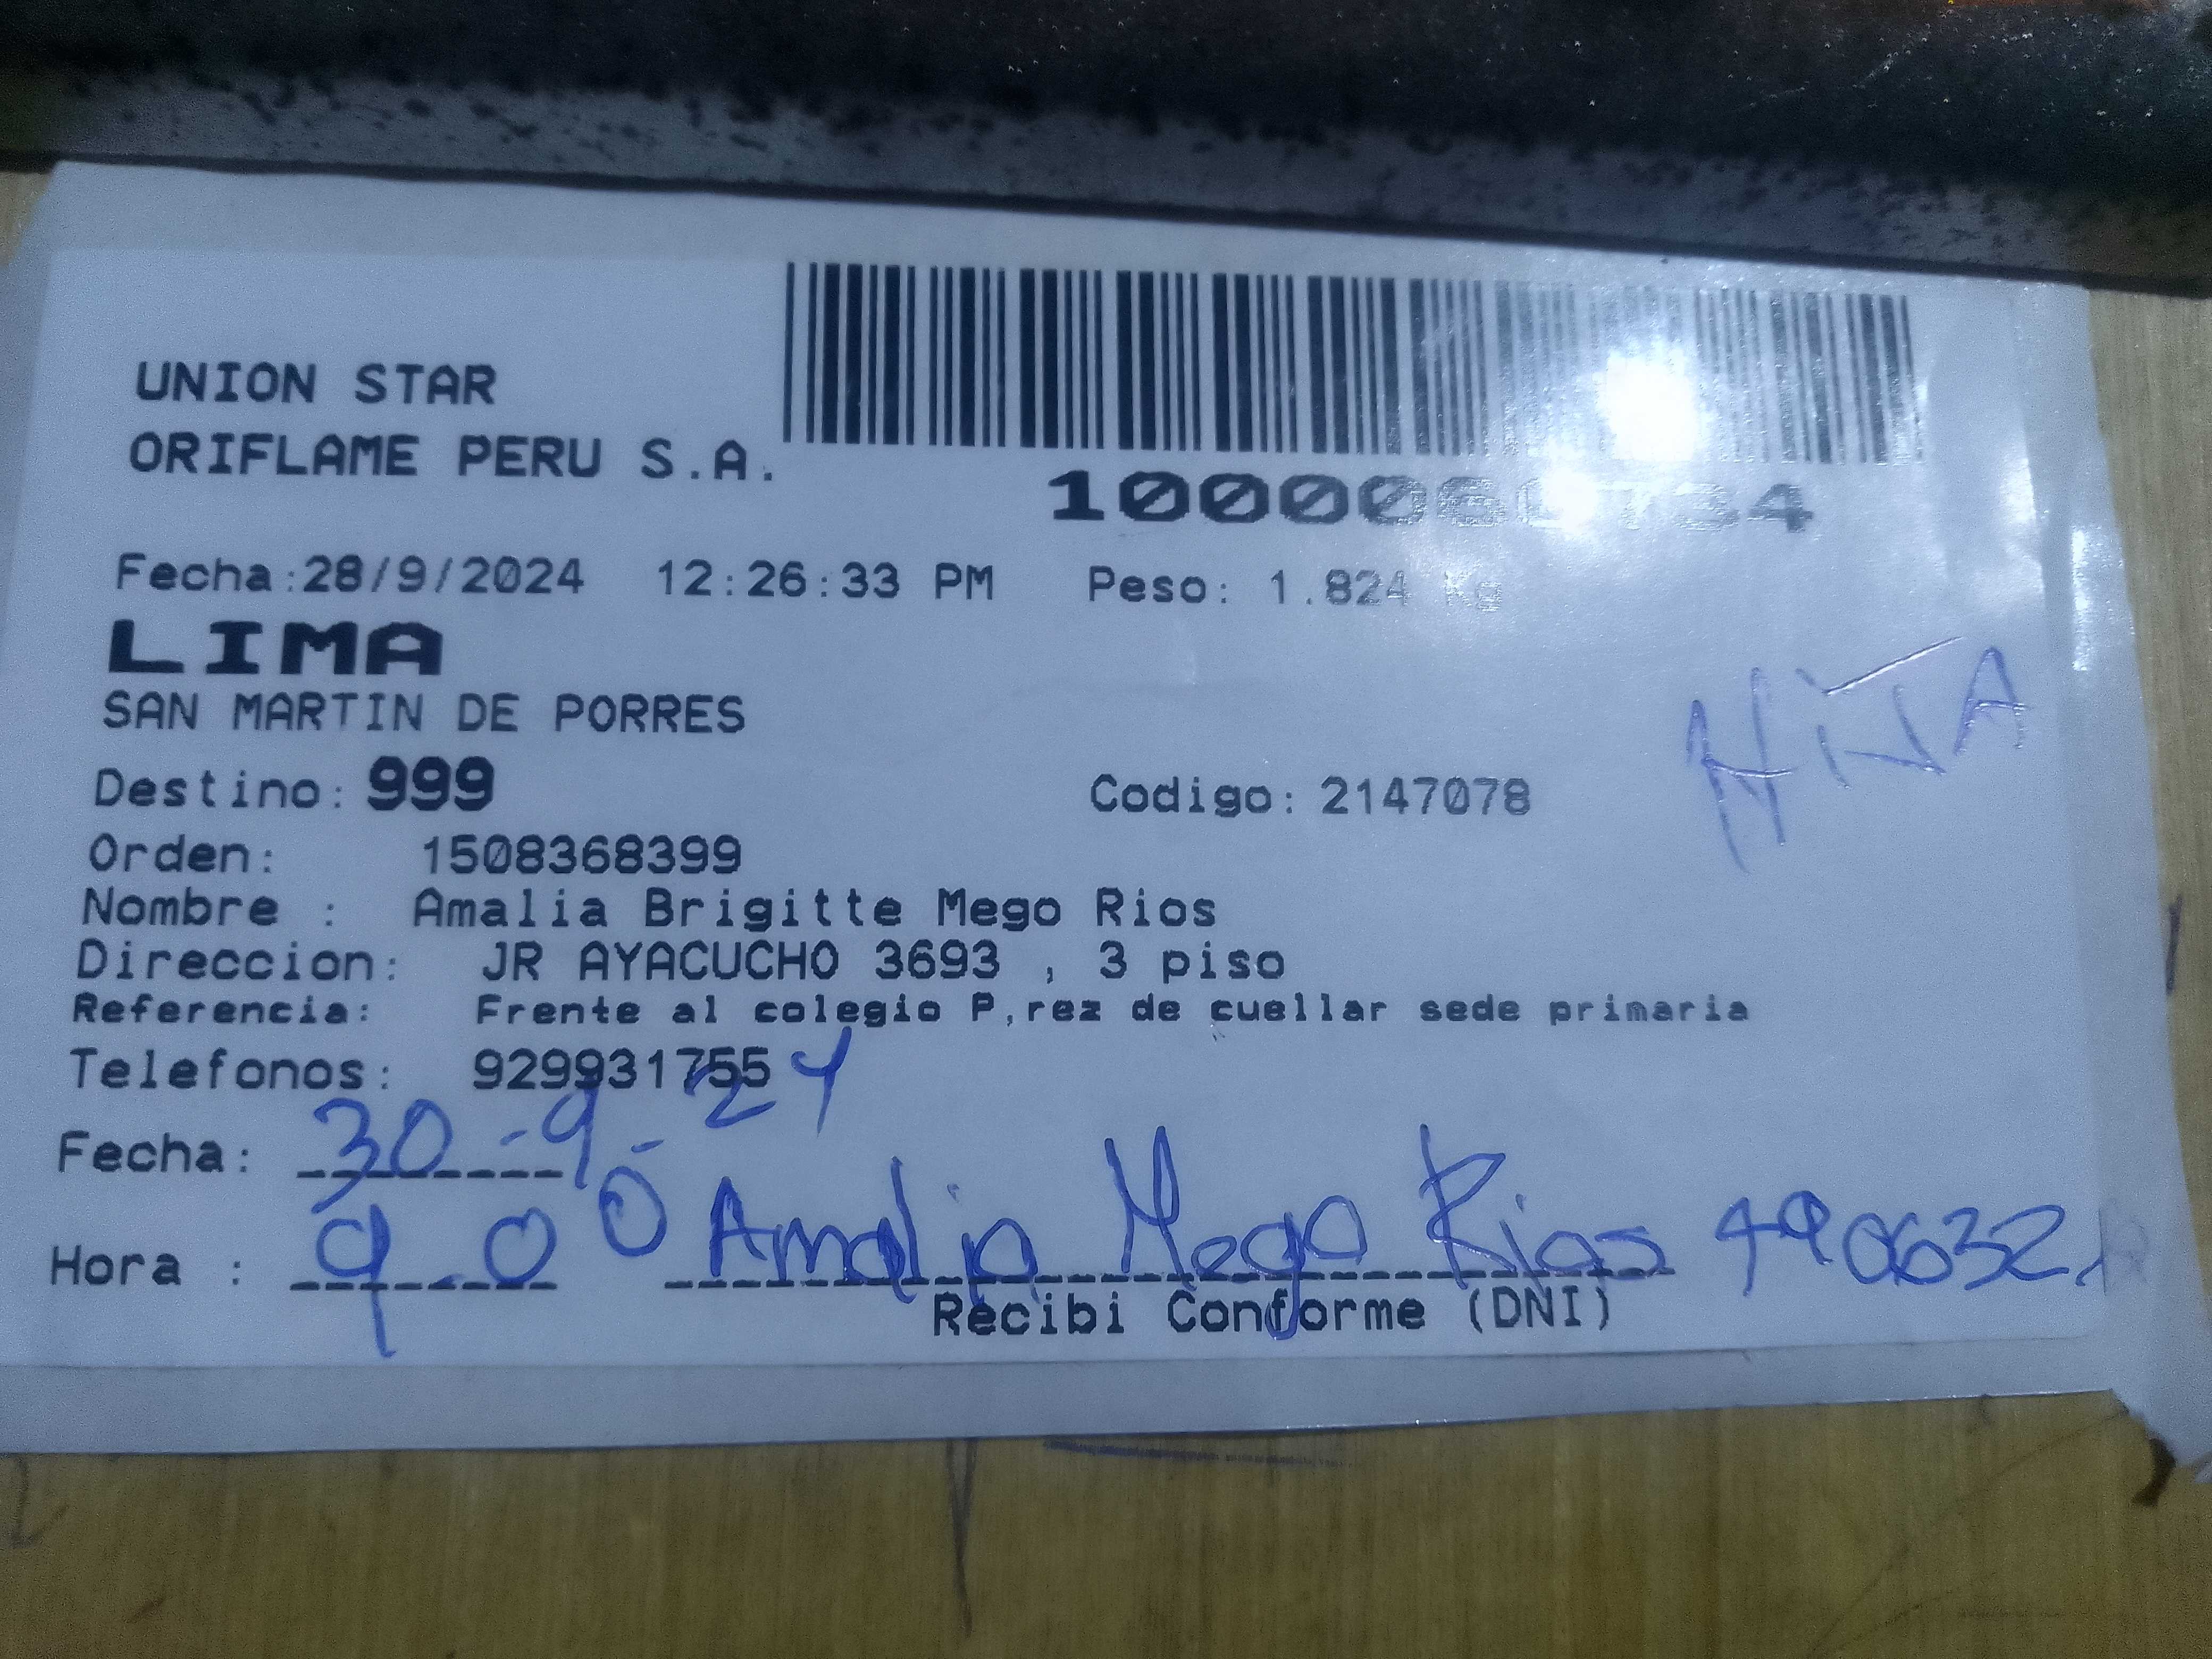 UNION STAR
ORIFLAME PERU S.A.
Fecha:28/9/2024 12:26:33 PM Peso: 1.824 kg
LIMA
SAN MARTIN DE PORRES
Destino: 999 Codigo: 2147078
Orden: 1508368399
Nombre : Amalia Brigitte Mego Rios
Direccion: JR AYACUCHO 3693 , 3 piso
Referencia: Frente al colegio P,rez de cuellar sede primaria
Telefonos: 929931755
Fecha: 30-9-24
Hora : 9.00 Amalia Mego Rios
Recibi Conforme (DNI)